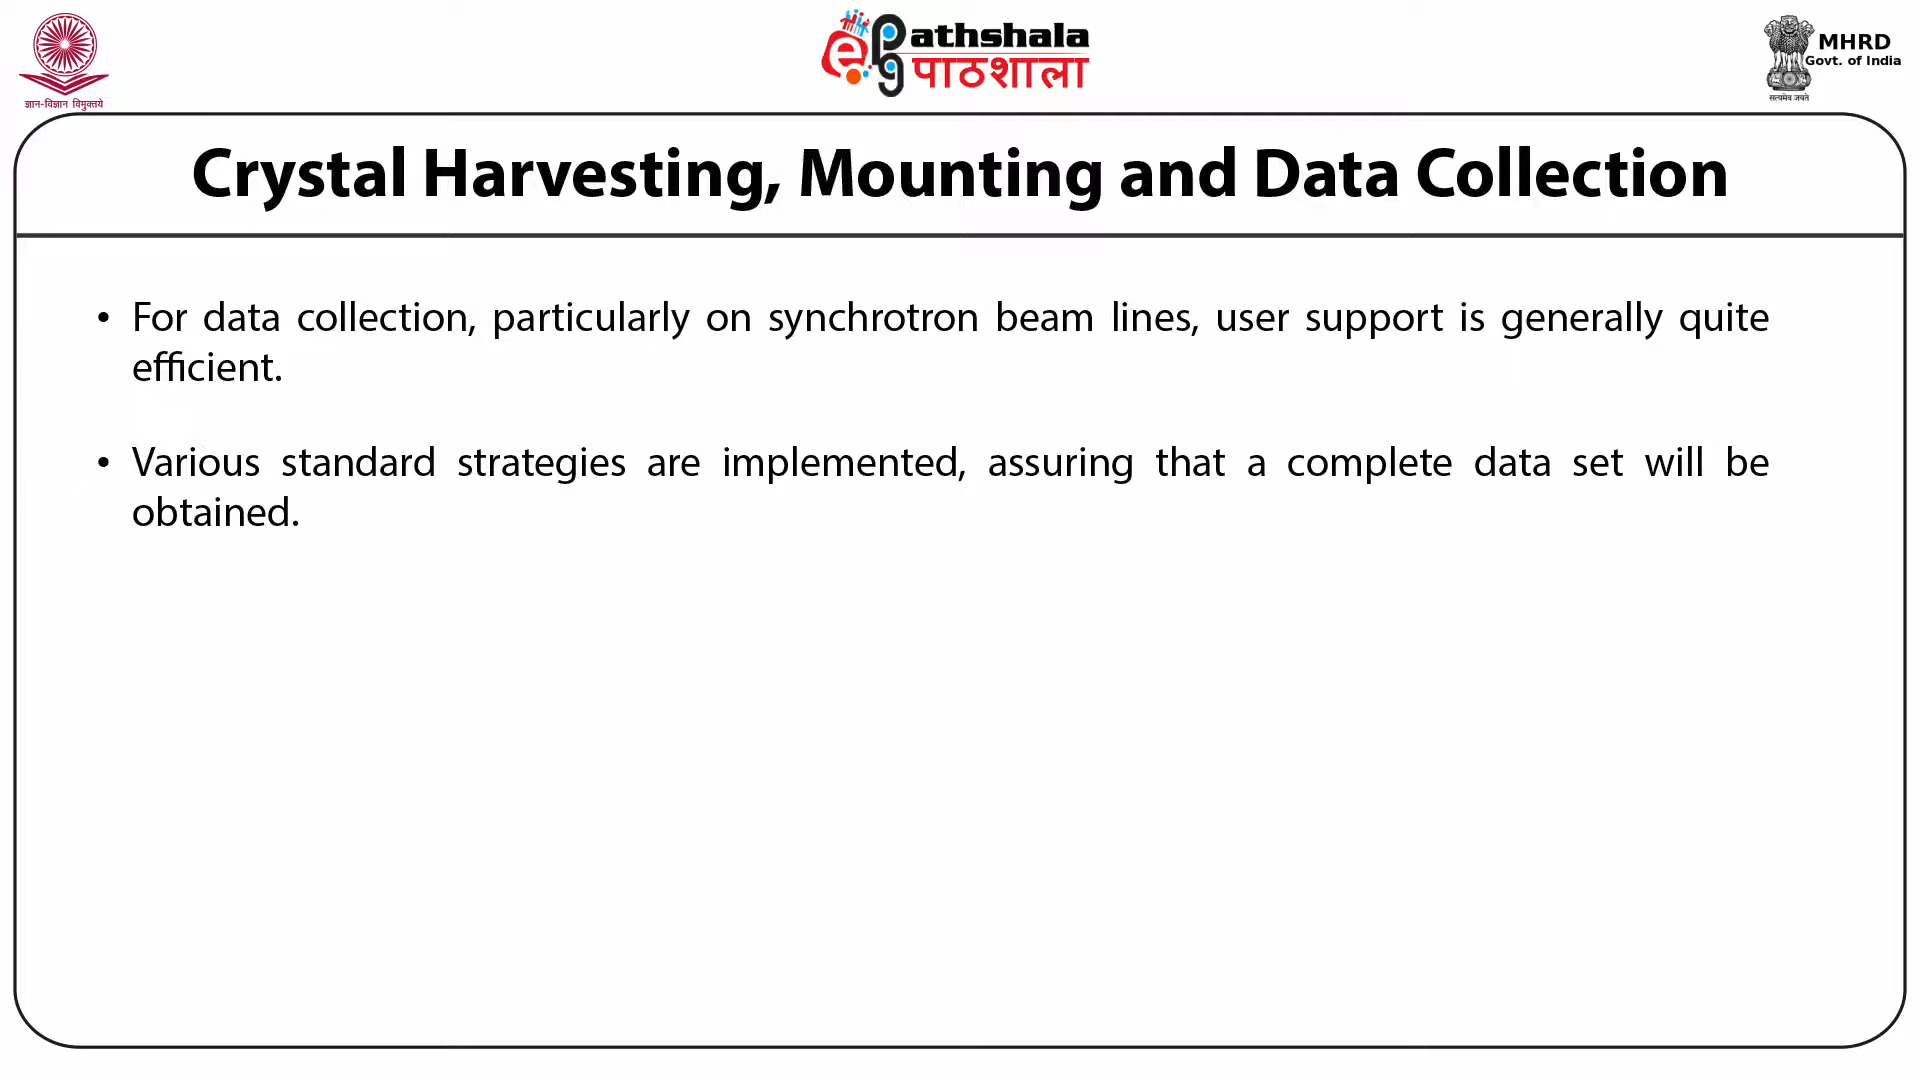 ज्ञान-विज्ञान विमुक्तये
e Pathshala
पाठशाला
MHRD
Govt. of India
सत्यमेव जयते
Crystal Harvesting, Mounting and Data Collection
• For data collection, particularly on synchrotron beam lines, user support is generally quite
efficient.
• Various standard strategies are implemented, assuring that a complete data set will be
obtained.